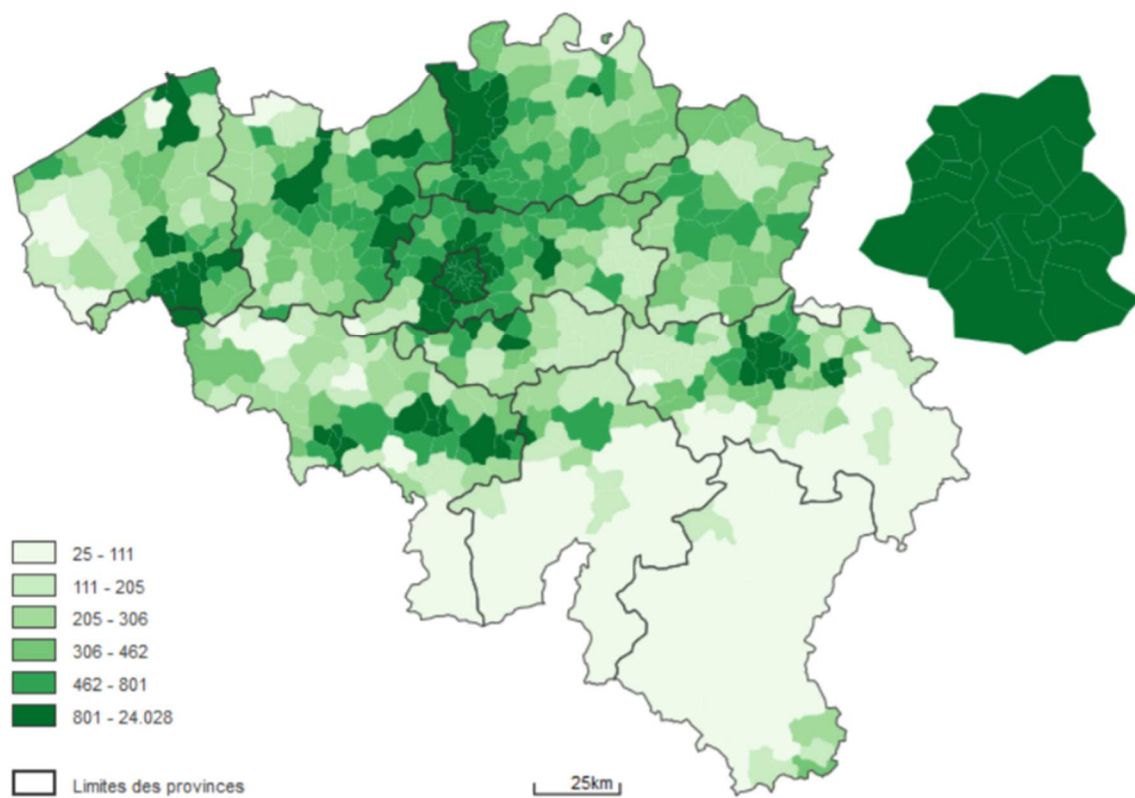 25 - 111
111 - 205
205 - 306
306 - 462
462 - 801
801 - 24.028
Limites des provinces
25km